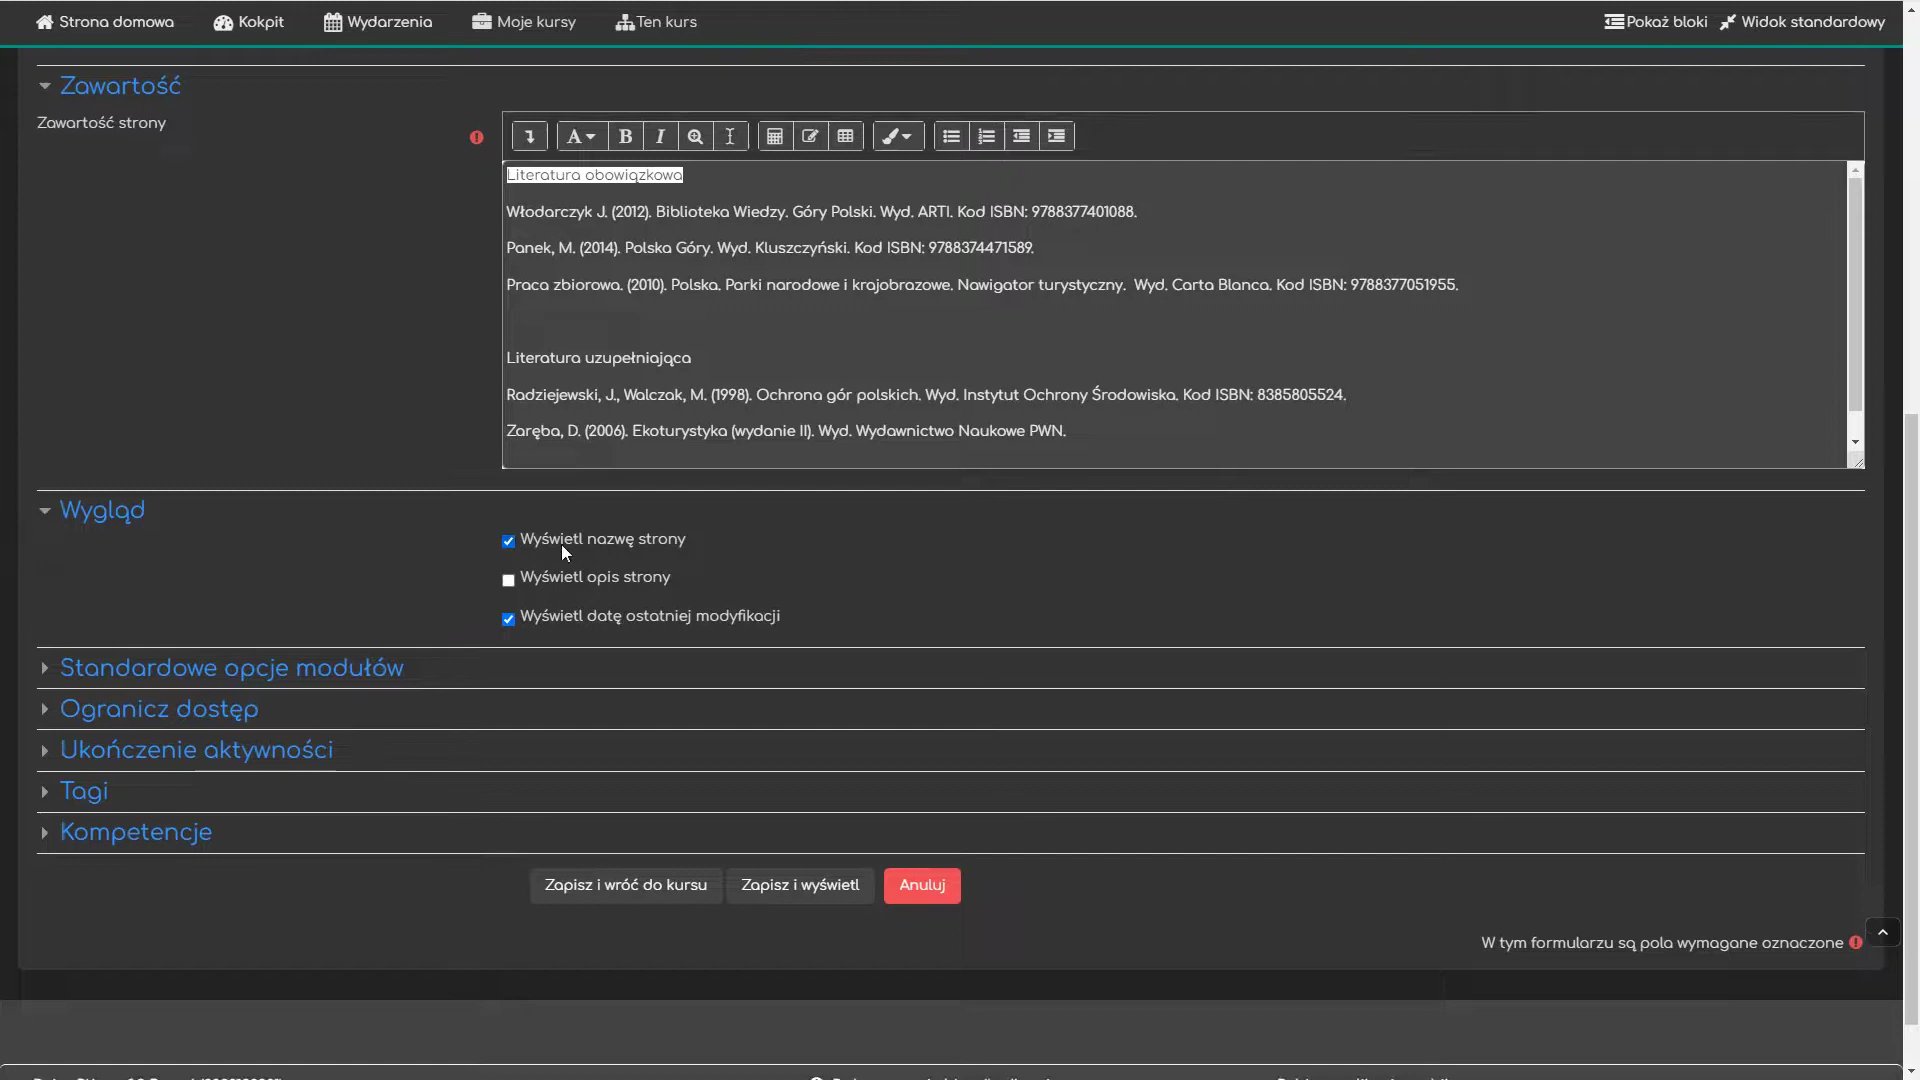 Strona domowa Kokpit Wydarzenia Moje kursy Ten kurs Pokaż bloki Widok standardowy
Zawartość
Zawartość strony
Literatura obowiązkowa
Włodarczyk J. (2012). Biblioteka Wiedzy. Góry Polski. Wyd. ARTI. Kod ISBN: 9788377401088.
Panek, M. (2014). Polska Góry. Wyd. Kluszczyński. Kod ISBN: 9788374471589.
Praca zbiorowa. (2010). Polska. Parki narodowe i krajobrazowe. Nawigator turystyczny. Wyd. Carta Blanca. Kod ISBN: 9788377051955.
Literatura uzupełniająca
Radziejewski, J., Walczak, M. (1998). Ochrona gór polskich. Wyd. Instytut Ochrony Środowiska. Kod ISBN: 8385805524.
Zaręba, D. (2006). Ekoturystyka (wydanie II). Wyd. Wydawnictwo Naukowe PWN.
Wygląd
Wyświetl nazwę strony
Wyświetl opis strony
Wyświetl datę ostatniej modyfikacji
Standardowe opcje modułów
Ogranicz dostęp
Ukończenie aktywności
Tagi
Kompetencje
Zapisz i wróć do kursu Zapisz i wyświetl Anuluj
W tym formularzu są pola wymagane oznaczone